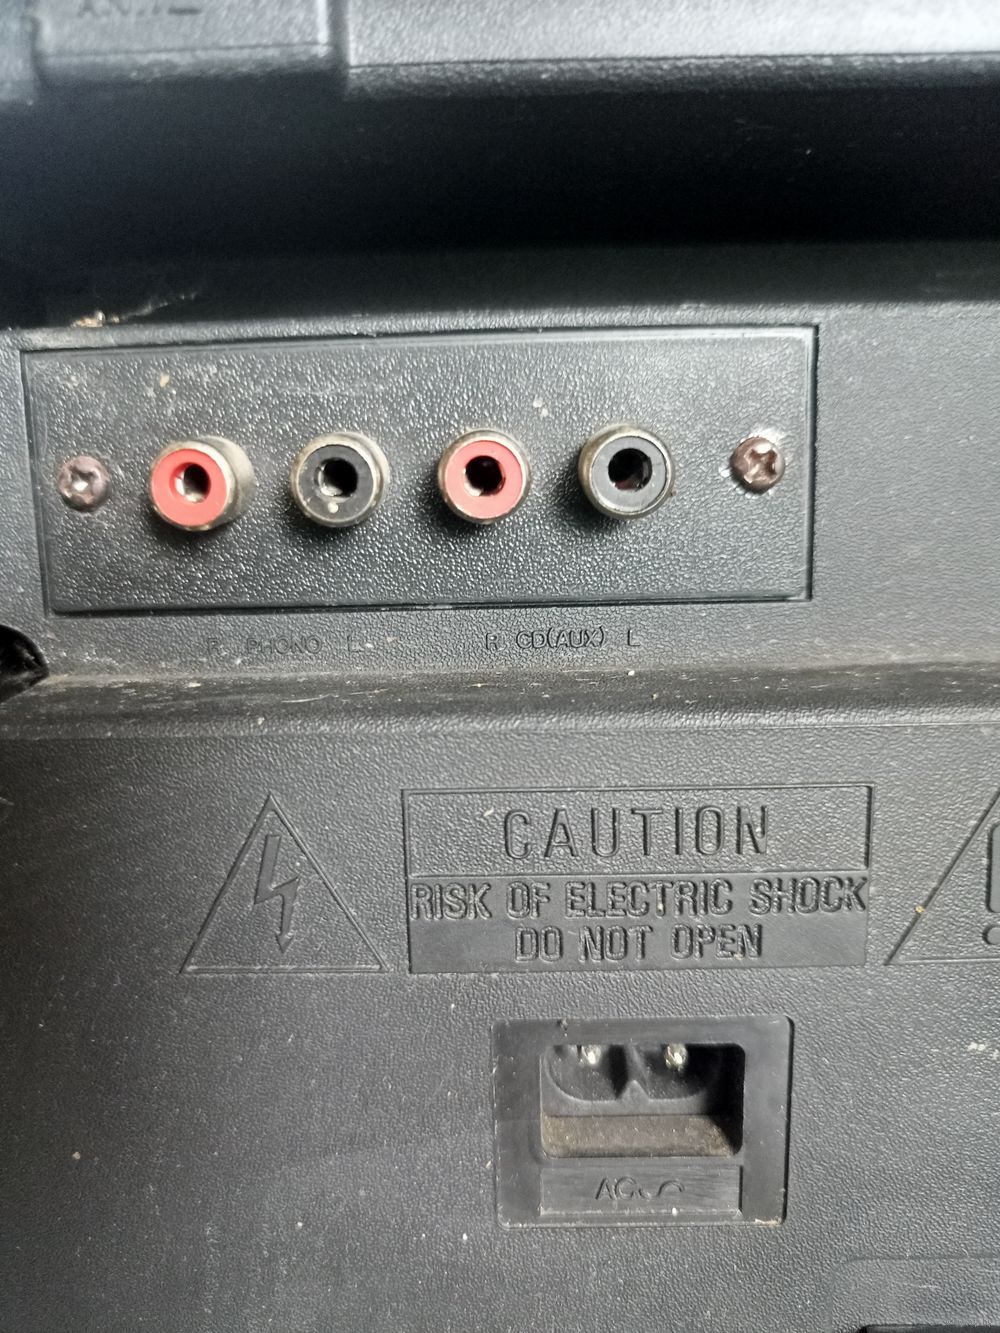 R PHONO L
R CD(AUX) L
CAUTION
RISK OF ELECTRIC SHOCK
DO NOT OPEN
AC